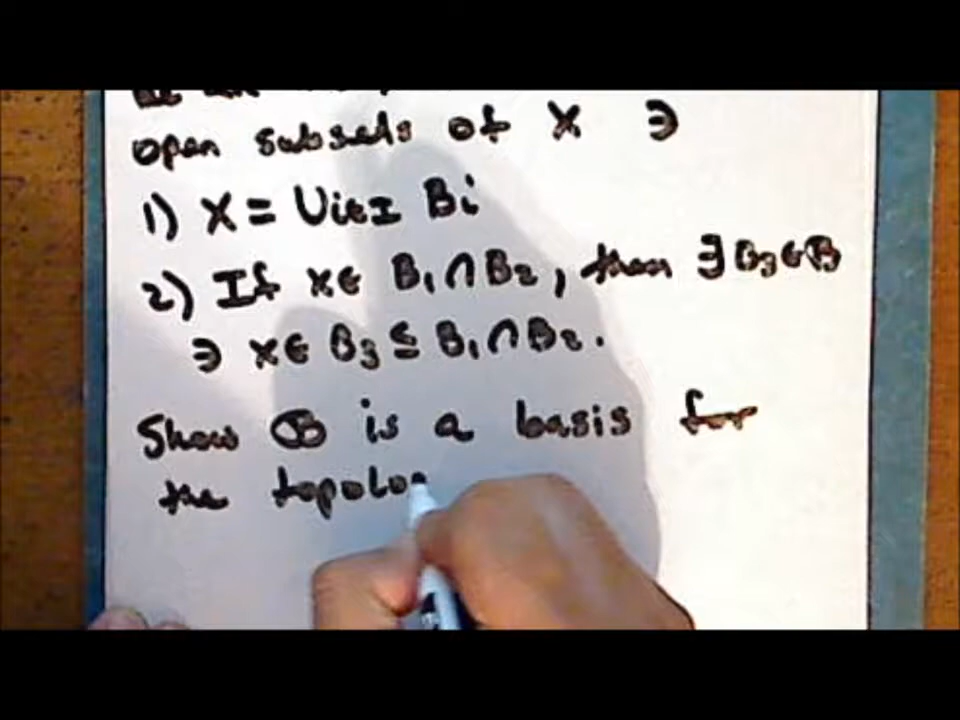 open subsets of X ∋
1) X = ∪i∈I Bi
2) If x∈ B₁∩B₂, then ∃ B₃∈B
∋ x∈ B₃ ⊆ B₁∩B₂.
Show B is a basis for
the topolo